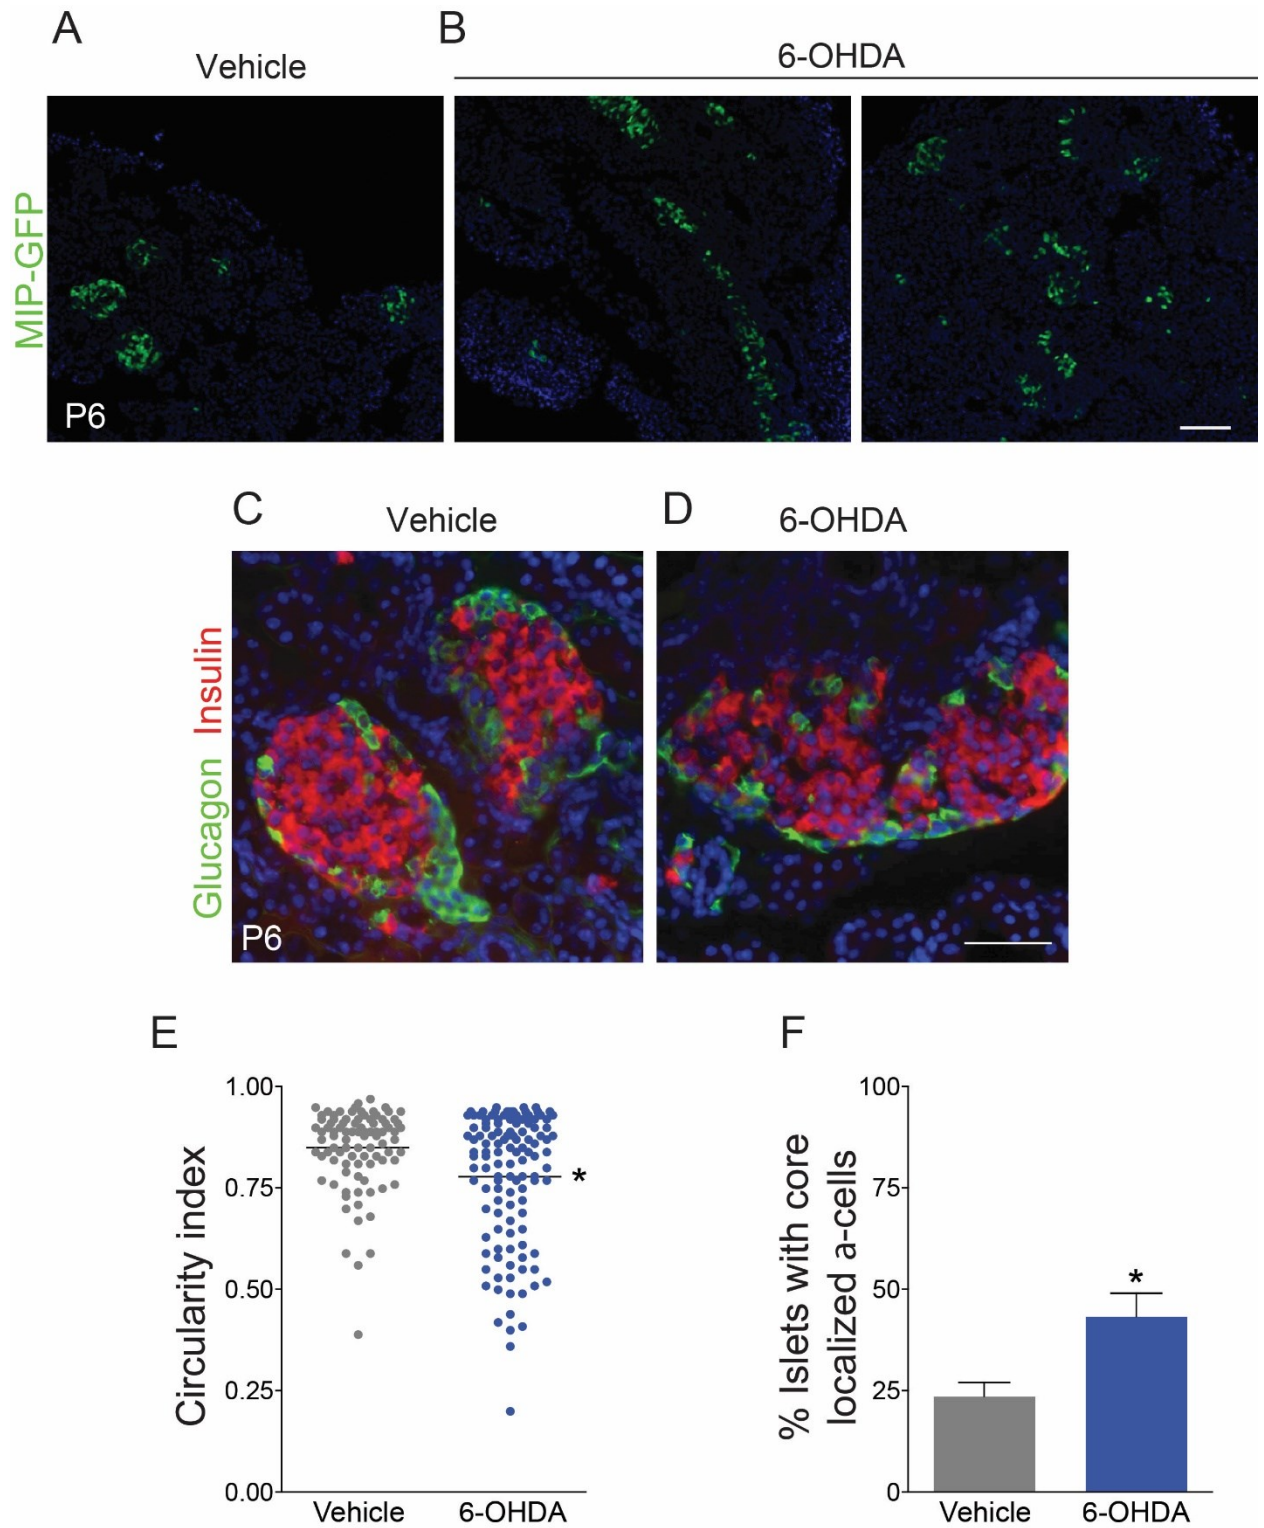 A
B
Vehicle
6-OHDA
MIP-GFP
P6
C
Vehicle
D
6-OHDA
Glucagon Insulin
P6
E
F
Circularity index
1.00
0.75
0.50
0.25
0.00
*
Vehicle
6-OHDA
% Islets with core
localized a-cells
100
75
50
25
0
*
Vehicle
6-OHDA